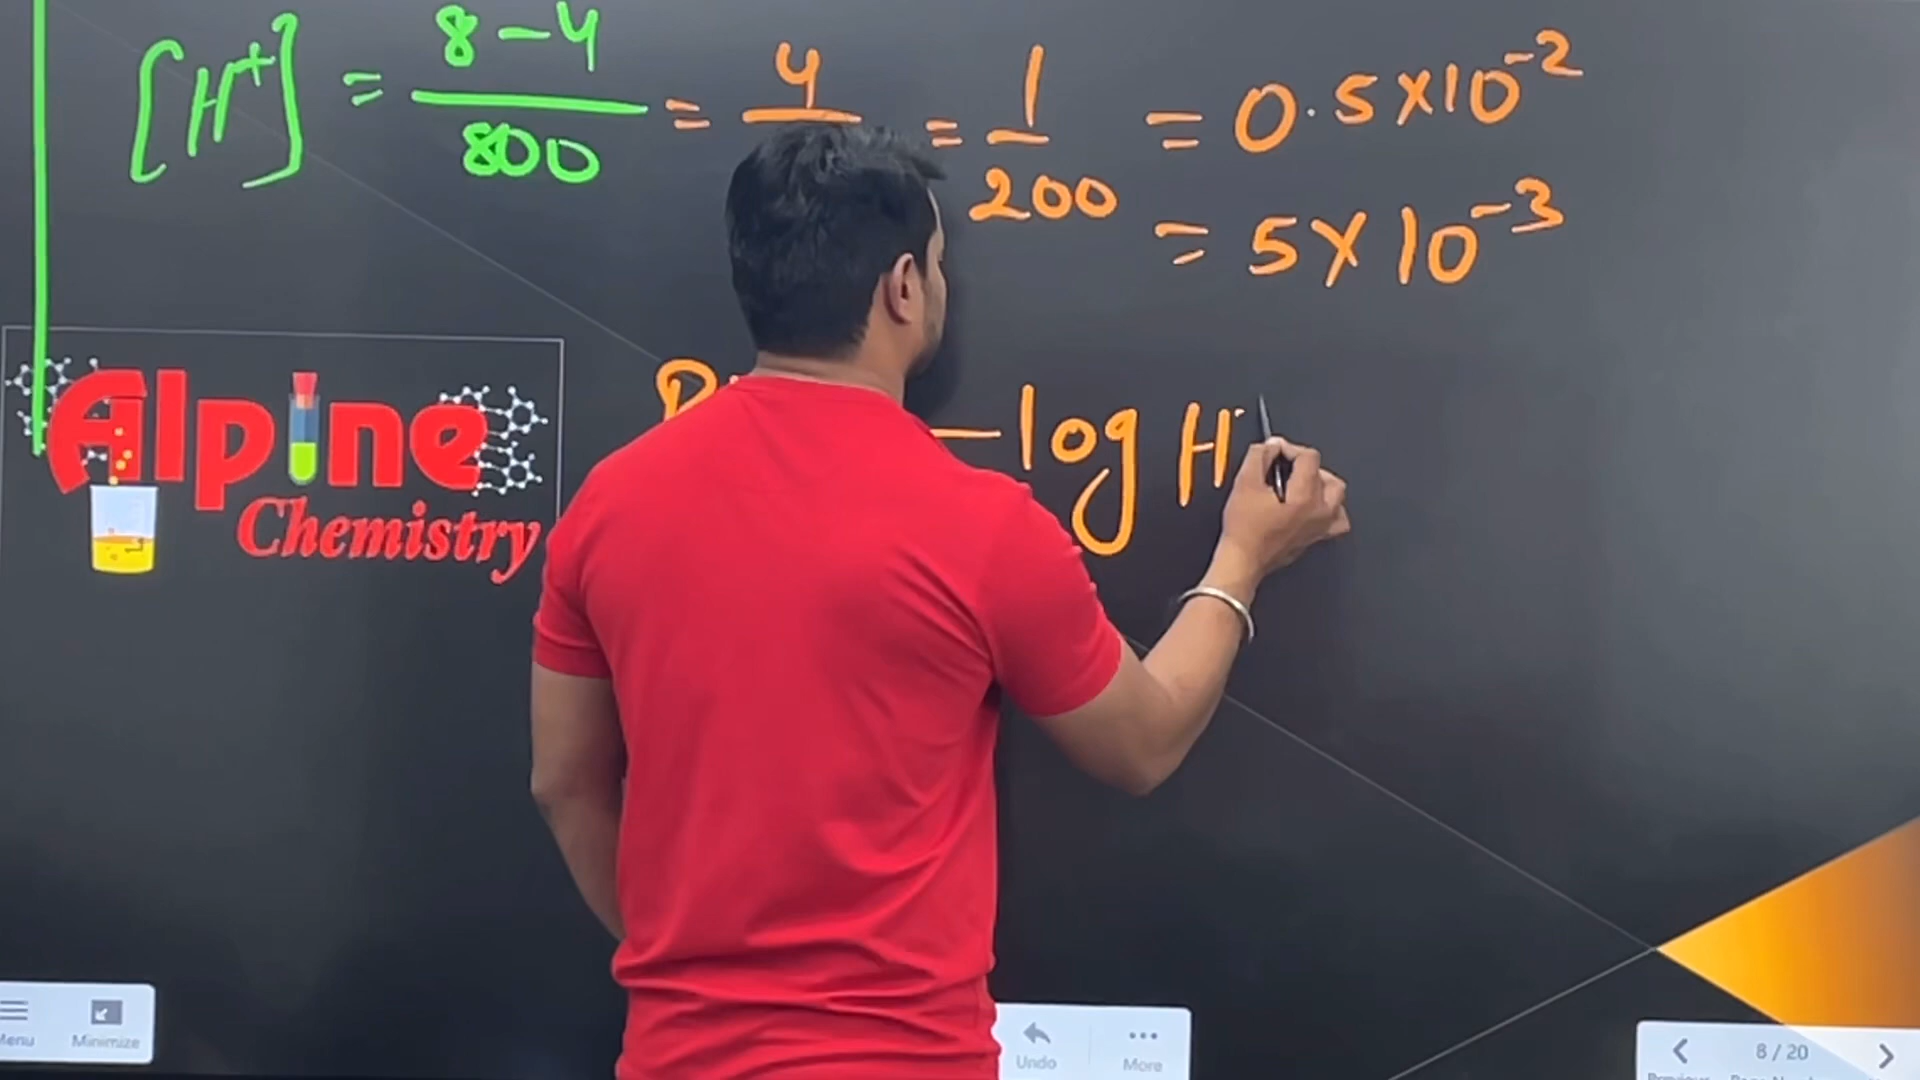 [H⁺] = 8-4/800 = 4/ = 1/200 = 0.5×10⁻²
= 5×10⁻³
-log H
Alpine
Chemistry
Menu Minimize Undo More
8 / 20